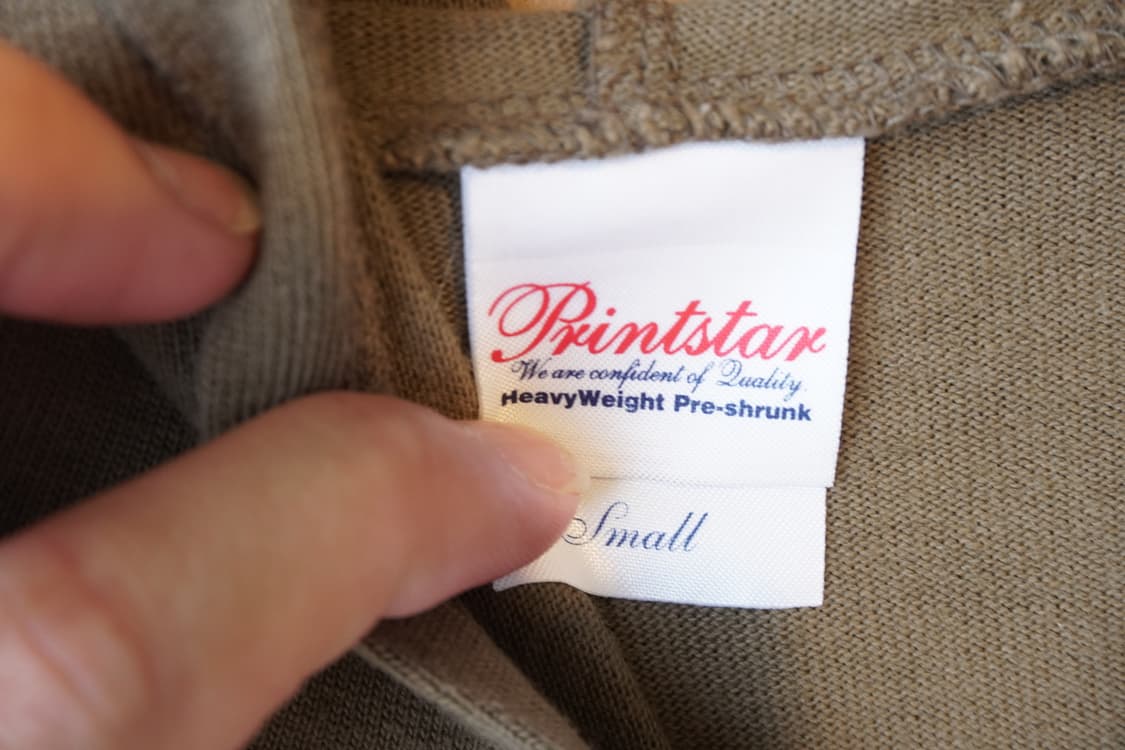 Printstar
We are confident of Quality.
HeavyWeight Pre-shrunk
Small